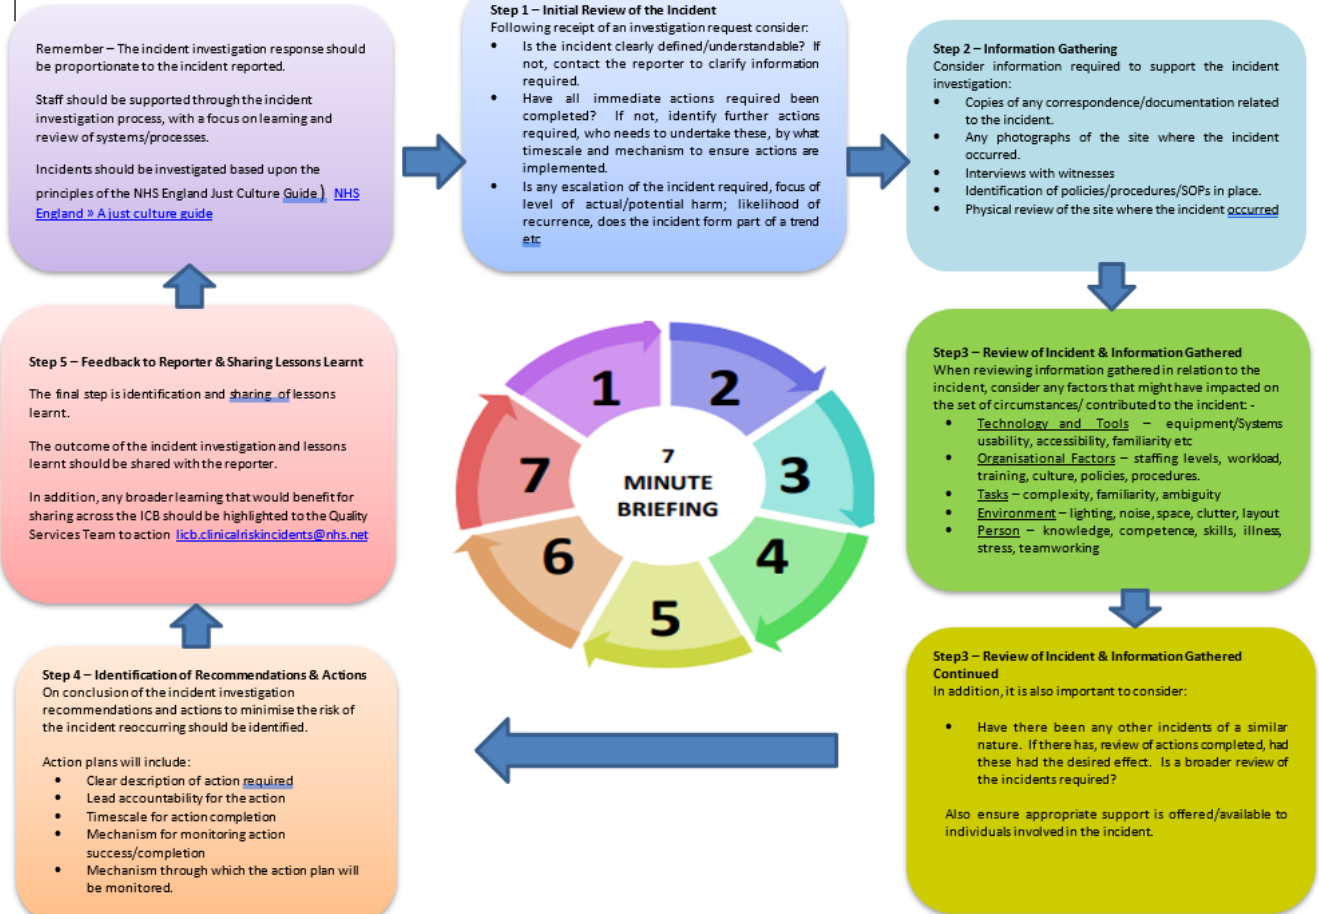 Remember – The incident investigation response should
be proportionate to the incident reported.
Staff should be supported through the incident
investigation process, with a focus on learning and
review of systems/processes.
Incidents should be investigated based upon the
principles of the NHS England Just Culture Guide ) NHS
England » A just culture guide
Step 1 – Initial Review of the Incident
Following receipt of an investigation request consider:
• Is the incident clearly defined/understandable? If
not, contact the reporter to clarify information
required.
• Have all immediate actions required been
completed? If not, identify further actions
required, who needs to undertake these, by what
timescale and mechanism to ensure actions are
implemented.
• Is any escalation of the incident required, focus of
level of actual/potential harm; likelihood of
recurrence, does the incident form part of a trend
etc
Step 2 – Information Gathering
Consider information required to support the incident
investigation:
• Copies of any correspondence/documentation related
to the incident.
• Any photographs of the site where the incident
occurred.
• Interviews with witnesses
• Identification of policies/procedures/SOPs in place.
• Physical review of the site where the incident occurred
Step3 – Review of Incident & Information Gathered
When reviewing information gathered in relation to the
incident, consider any factors that might have impacted on
the set of circumstances/ contributed to the incident: -
• Technology and Tools – equipment/Systems
usability, accessibility, familiarity etc
• Organisational Factors – staffing levels, workload,
training, culture, policies, procedures.
• Tasks – complexity, familiarity, ambiguity
• Environment – lighting, noise, space, clutter, layout
• Person – knowledge, competence, skills, illness,
stress, teamworking
Step3 – Review of Incident & Information Gathered
Continued
In addition, it is also important to consider:
• Have there been any other incidents of a similar
nature. If there has, review of actions completed, had
these had the desired effect. Is a broader review of
the incidents required?
Also ensure appropriate support is offered/available to
individuals involved in the incident.
Step 4 – Identification of Recommendations & Actions
On conclusion of the incident investigation
recommendations and actions to minimise the risk of
the incident reoccurring should be identified.
Action plans will include:
• Clear description of action required
• Lead accountability for the action
• Timescale for action completion
• Mechanism for monitoring action
success/completion
• Mechanism through which the action plan will
be monitored.
Step 5 – Feedback to Reporter & Sharing Lessons Learnt
The final step is identification and sharing of lessons
learnt.
The outcome of the incident investigation and lessons
learnt should be shared with the reporter.
In addition, any broader learning that would benefit for
sharing across the ICB should be highlighted to the Quality
Services Team to action licb.clinicalriskincidents@nhs.net
1
2
3
4
5
6
7
7
MINUTE
BRIEFING